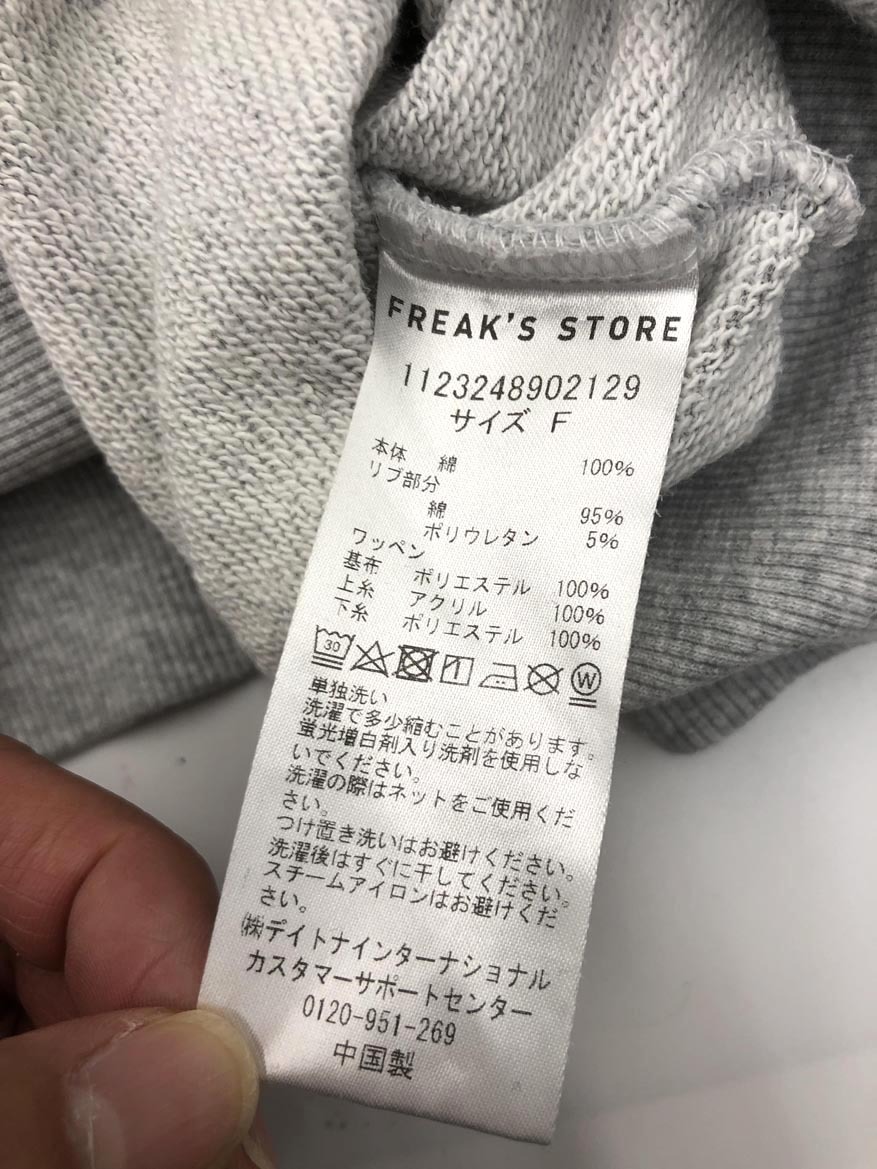 FREAK'S STORE
1123248902129
サイズ F
本体 綿 100%
リブ部分
綿 95%
ポリウレタン 5%
ワッペン
基布 ポリエステル 100%
上糸 アクリル 100%
下糸 ポリエステル 100%
30 W
単独洗い
洗濯で多少縮むことがあります。
蛍光増白剤入り洗剤を使用しな
いでください。
洗濯の際はネットをご使用くだ
さい。
つけ置き洗いはお避けください。
洗濯後はすぐに干してください。
スチームアイロンはお避けくだ
さい。
(株)デイトナインターナショナル
カスタマーサポートセンター
0120-951-269
中国製